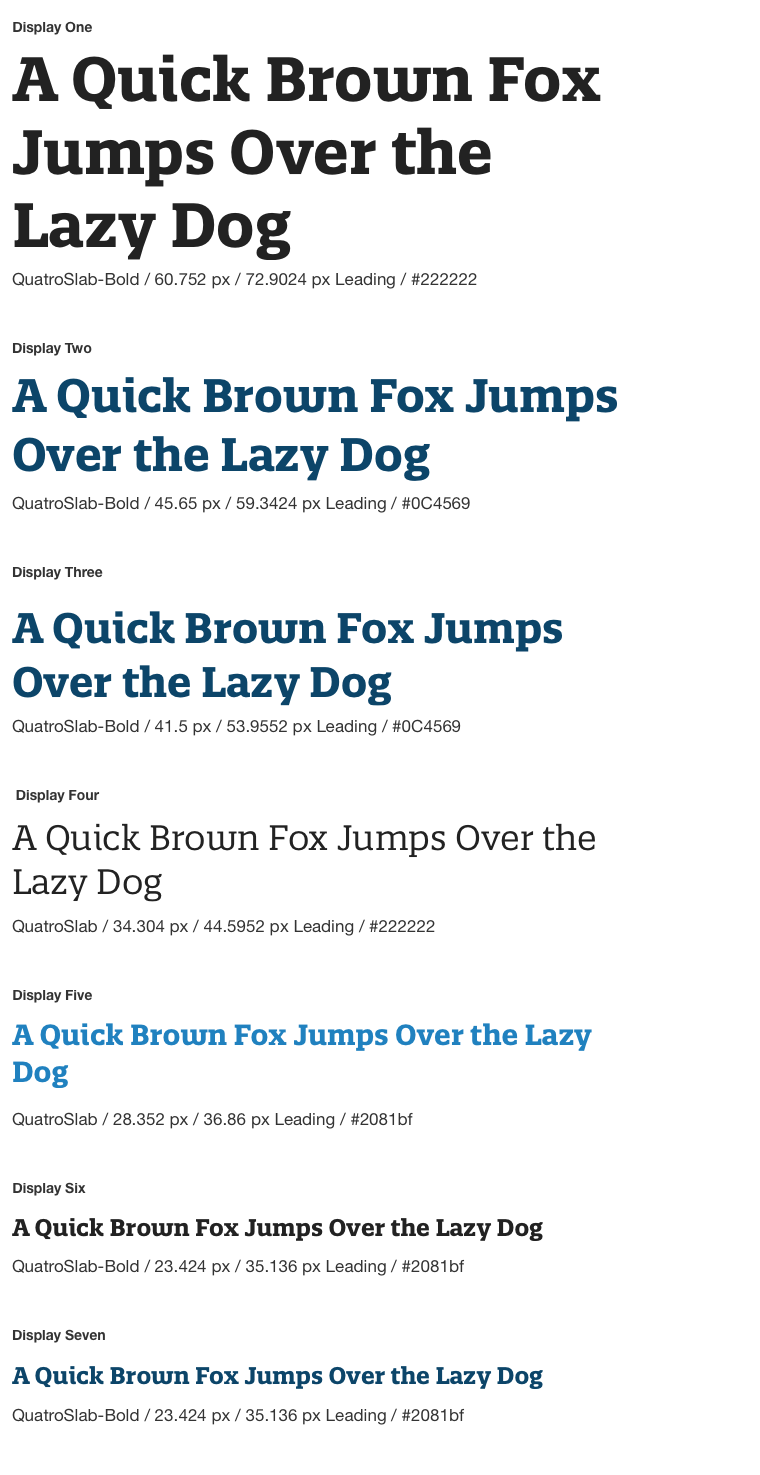 Display One
A Quick Brown Fox
Jumps Over the
Lazy Dog
QuatroSlab-Bold / 60.752 px / 72.9024 px Leading / #222222
Display Two
A Quick Brown Fox Jumps
Over the Lazy Dog
QuatroSlab-Bold / 45.65 px / 59.3424 px Leading / #0C4569
Display Three
A Quick Brown Fox Jumps
Over the Lazy Dog
QuatroSlab-Bold / 41.5 px / 53.9552 px Leading / #0C4569
Display Four
A Quick Brown Fox Jumps Over the
Lazy Dog
QuatroSlab / 34.304 px / 44.5952 px Leading / #222222
Display Five
A Quick Brown Fox Jumps Over the Lazy
Dog
QuatroSlab / 28.352 px / 36.86 px Leading / #2081bf
Display Six
A Quick Brown Fox Jumps Over the Lazy Dog
QuatroSlab-Bold / 23.424 px / 35.136 px Leading / #2081bf
Display Seven
A Quick Brown Fox Jumps Over the Lazy Dog
QuatroSlab-Bold / 23.424 px / 35.136 px Leading / #2081bf